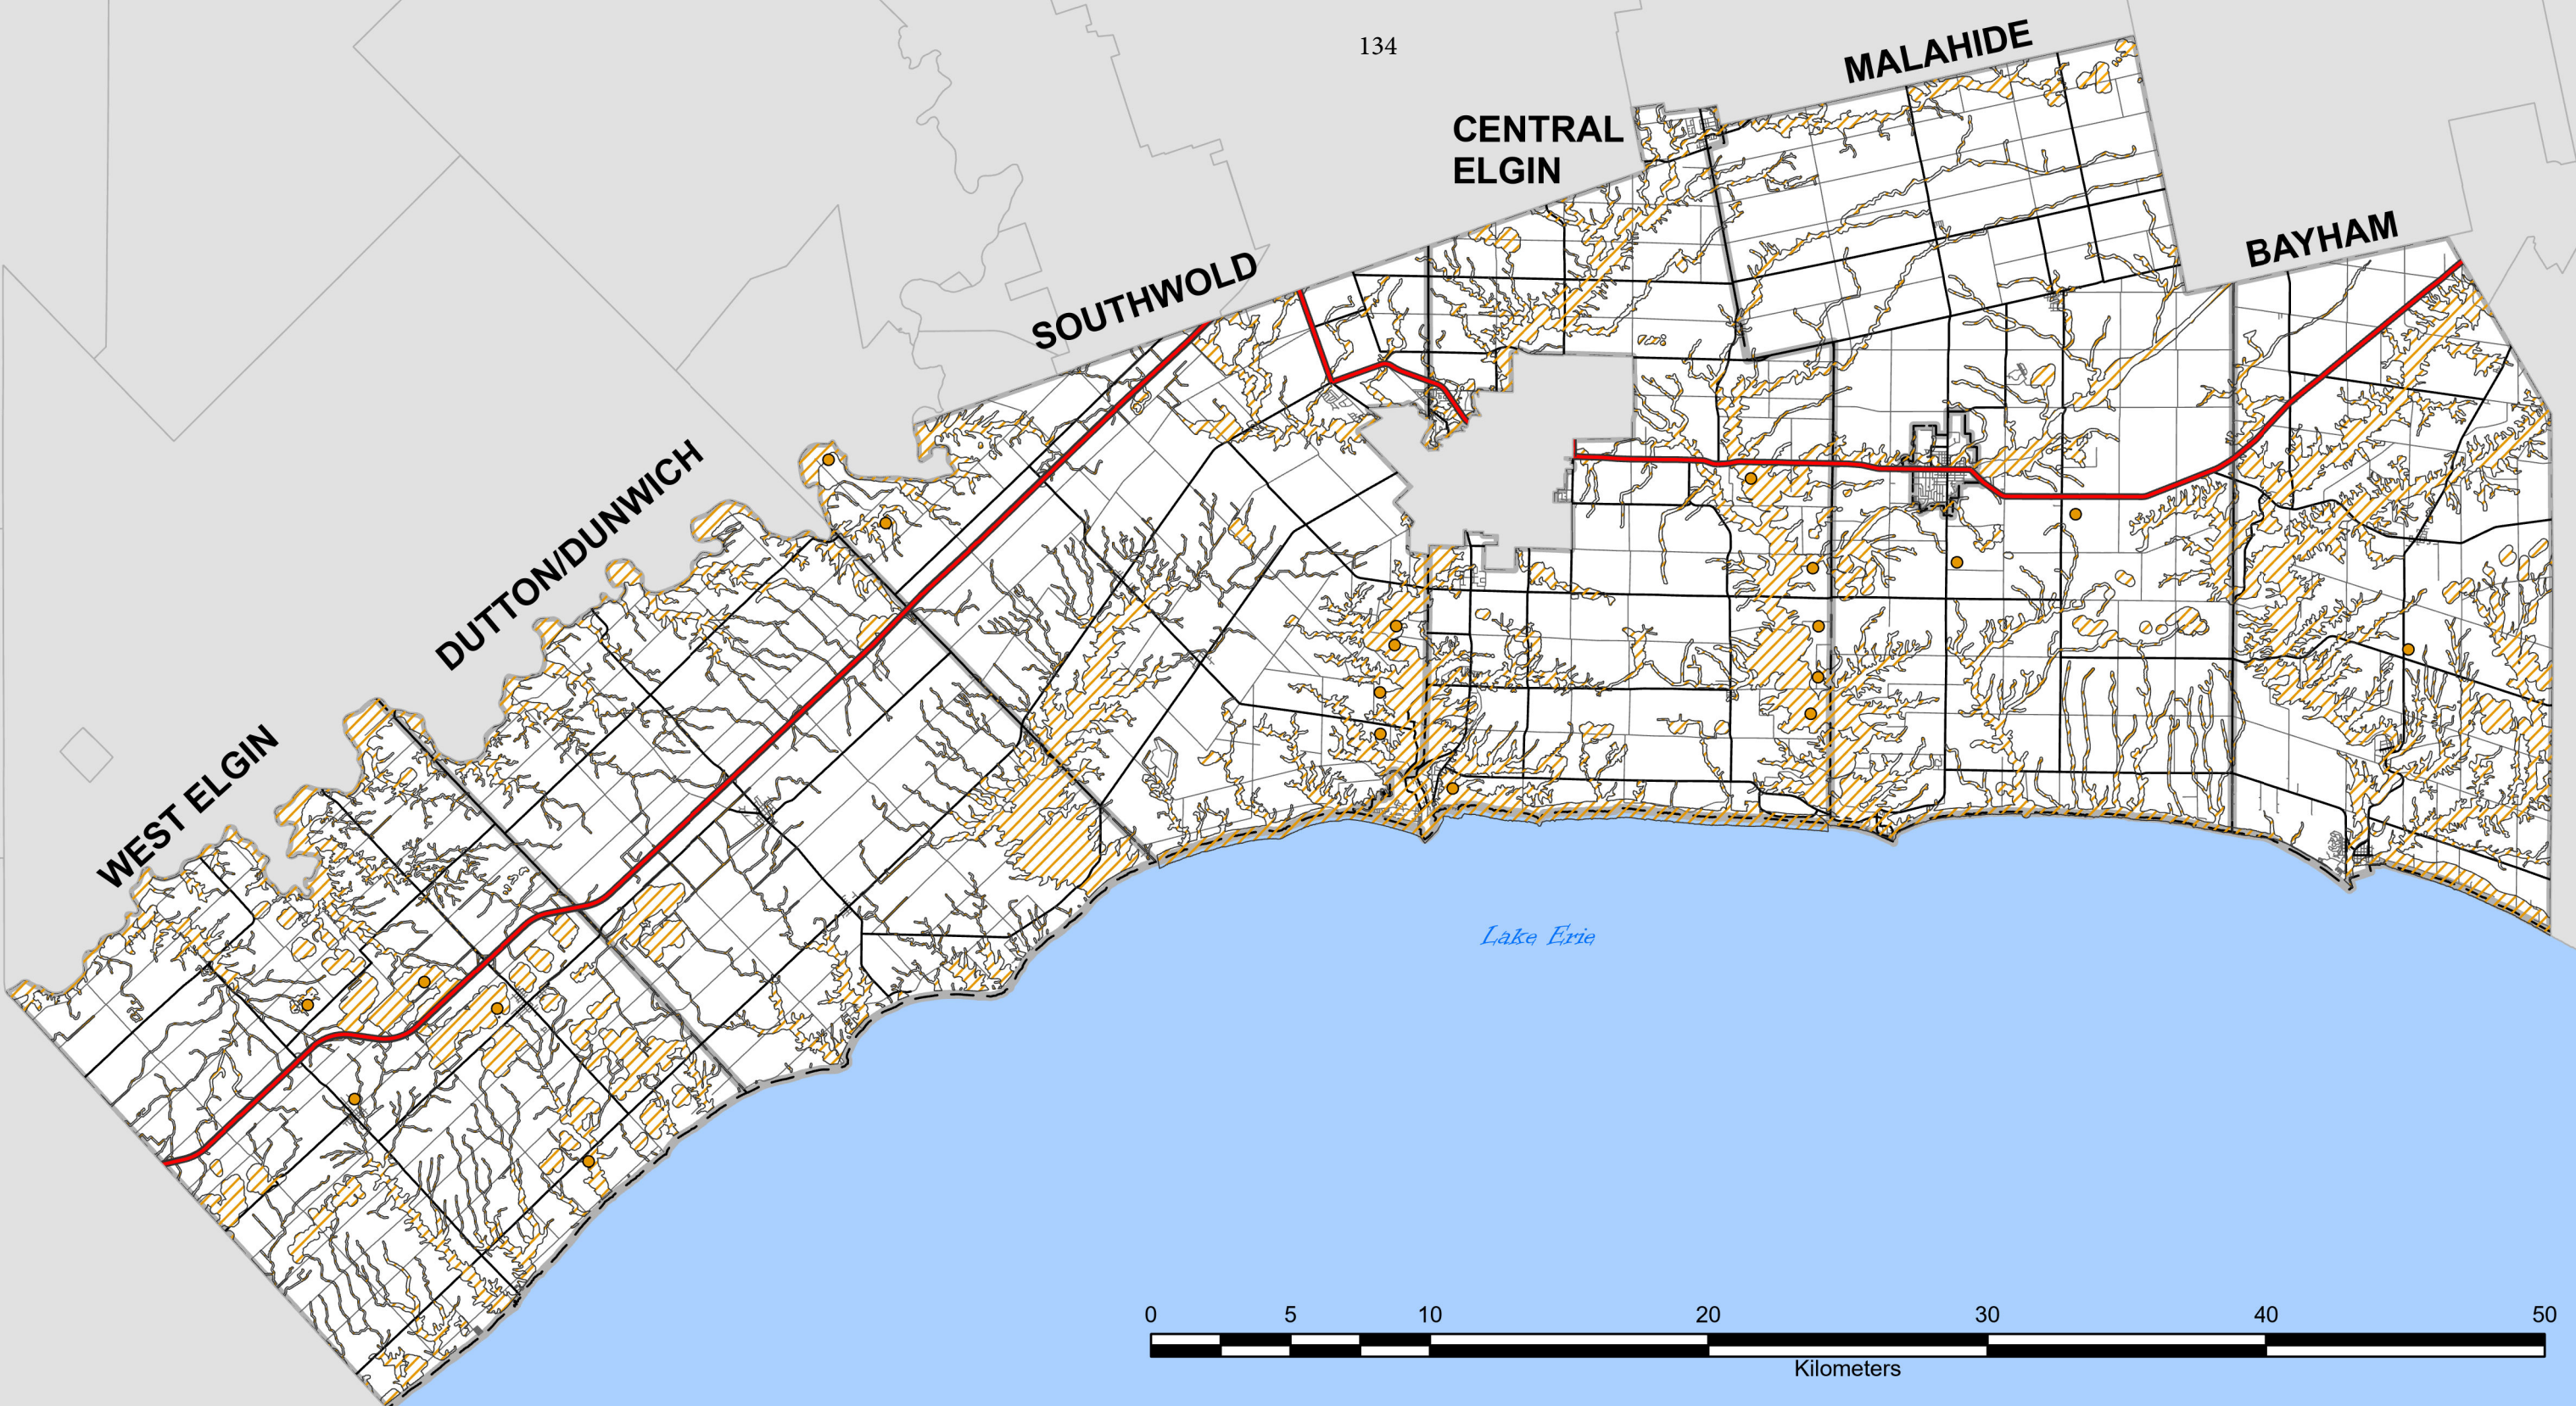 134
MALAHIDE
CENTRAL
ELGIN
BAYHAM
SOUTHWOLD
DUTTON/DUNWICH
WEST ELGIN
Lake Erie
0 5 10 20 30 40 50
Kilometers